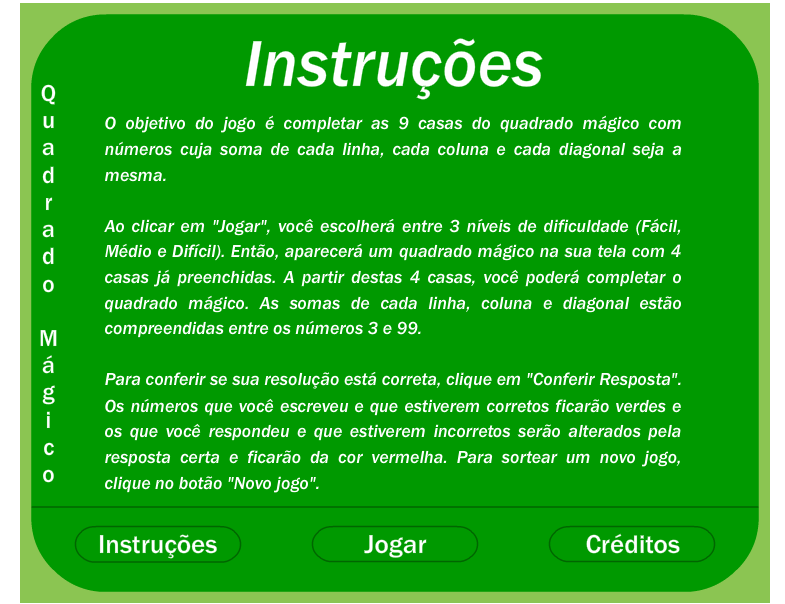 Instruções
Quadrado Mágico
O objetivo do jogo é completar as 9 casas do quadrado mágico com
números cuja soma de cada linha, cada coluna e cada diagonal seja a
mesma.
Ao clicar em "Jogar", você escolherá entre 3 níveis de dificuldade (Fácil,
Médio e Difícil). Então, aparecerá um quadrado mágico na sua tela com 4
casas já preenchidas. A partir destas 4 casas, você poderá completar o
quadrado mágico. As somas de cada linha, coluna e diagonal estão
compreendidas entre os números 3 e 99.
Para conferir se sua resolução está correta, clique em "Conferir Resposta".
Os números que você escreveu e que estiverem corretos ficarão verdes e
os que você respondeu e que estiverem incorretos serão alterados pela
resposta certa e ficarão da cor vermelha. Para sortear um novo jogo,
clique no botão "Novo jogo".
Instruções
Jogar
Créditos